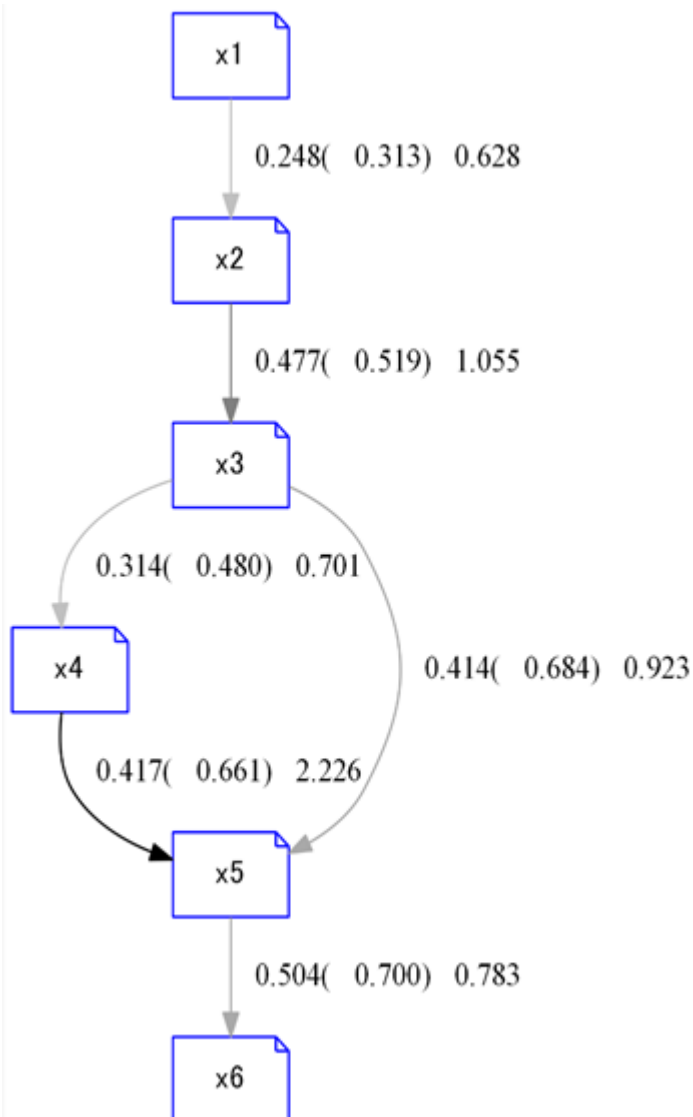 x1
0.248( 0.313) 0.628
x2
0.477( 0.519) 1.055
x3
0.314( 0.480) 0.701
x4
0.414( 0.684) 0.923
0.417( 0.661) 2.226
x5
0.504( 0.700) 0.783
x6